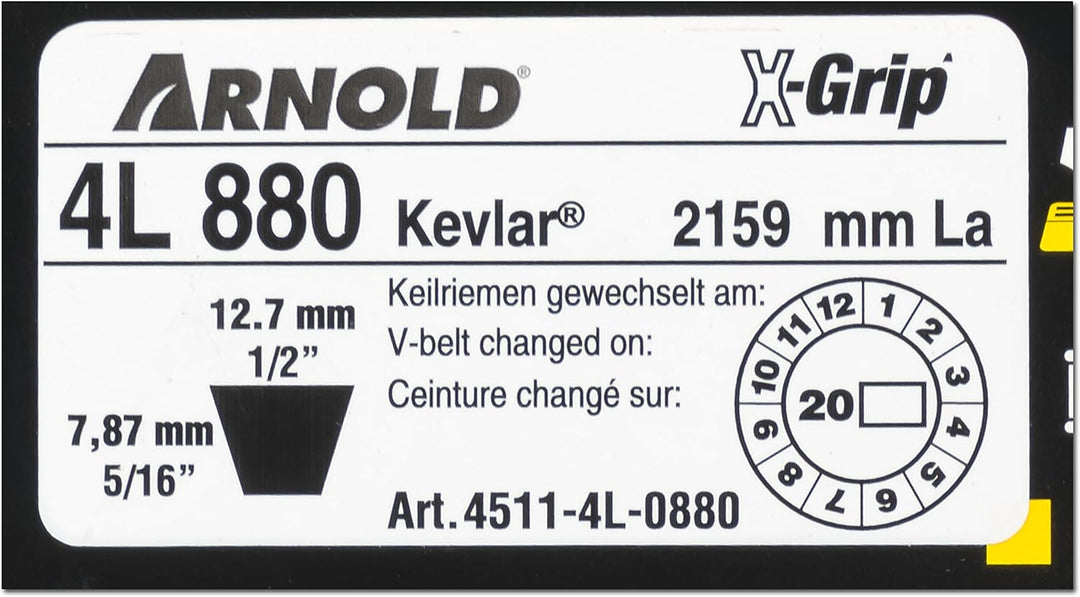 ARNOLD®
X-Grip
4L 880 Kevlar® 2159 mm La
12.7 mm
1/2”
7,87 mm
5/16”
Keilriemen gewechselt am:
V-belt changed on:
Ceinture changé sur:
Art.4511-4L-0880
12 1 2 3 4 5 6 7 8 9 10 11
20